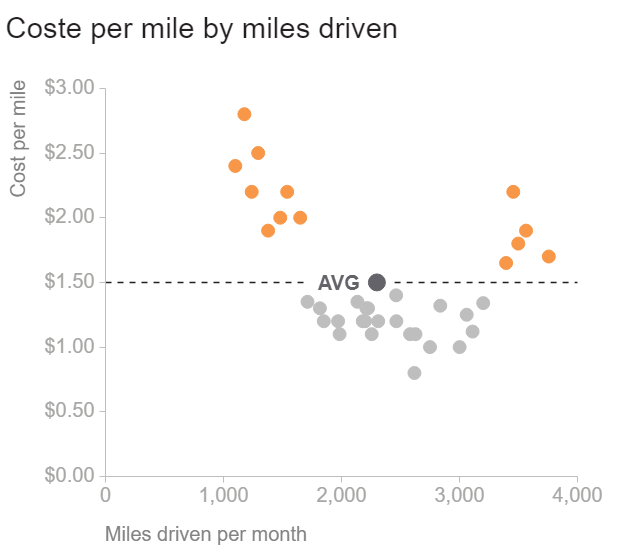 Coste per mile by miles driven
Cost per mile
$3.00
$2.50
$2.00
$1.50
AVG
$1.00
$0.50
$0.00
0 1,000 2,000 3,000 4,000
Miles driven per month